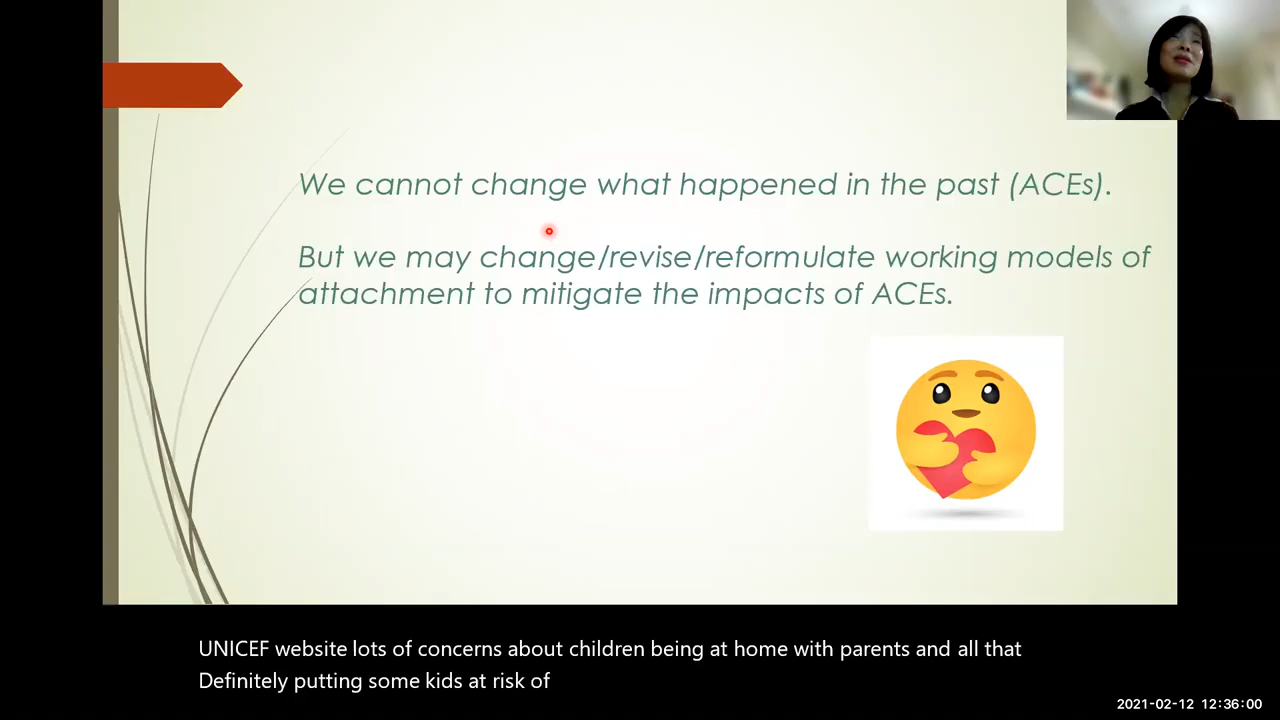 We cannot change what happened in the past (ACEs).
But we may change/revise/reformulate working models of
attachment to mitigate the impacts of ACEs.
UNICEF website lots of concerns about children being at home with parents and all that
Definitely putting some kids at risk of
2021-02-12 12:36:00